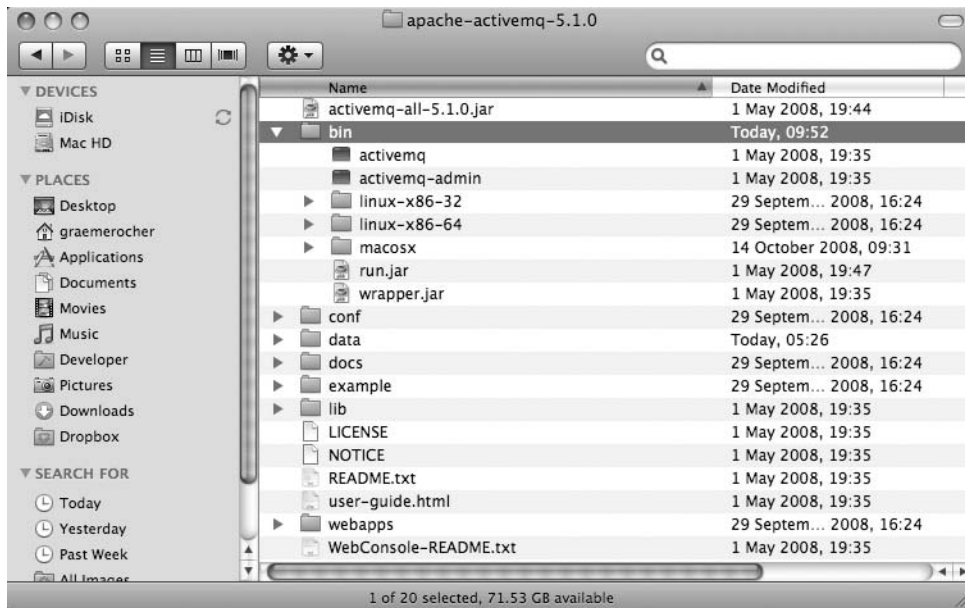 apache-activemq-5.1.0
DEVICES
iDisk
Mac HD
PLACES
Desktop
graemerocher
Applications
Documents
Movies
Music
Developer
Pictures
Downloads
Dropbox
SEARCH FOR
Today
Yesterday
Past Week
All Images
Name Date Modified
activemq-all-5.1.0.jar 1 May 2008, 19:44
bin Today, 09:52
activemq 1 May 2008, 19:35
activemq-admin 1 May 2008, 19:35
linux-x86-32 29 Septem... 2008, 16:24
linux-x86-64 29 Septem... 2008, 16:24
macosx 14 October 2008, 09:31
run.jar 1 May 2008, 19:47
wrapper.jar 1 May 2008, 19:35
conf 29 Septem... 2008, 16:24
data Today, 05:26
docs 29 Septem... 2008, 16:24
example 29 Septem... 2008, 16:24
lib 1 May 2008, 19:35
LICENSE 1 May 2008, 19:35
NOTICE 1 May 2008, 19:35
README.txt 1 May 2008, 19:35
user-guide.html 1 May 2008, 19:35
webapps 29 Septem... 2008, 16:24
WebConsole-README.txt 1 May 2008, 19:35
1 of 20 selected, 71.53 GB available